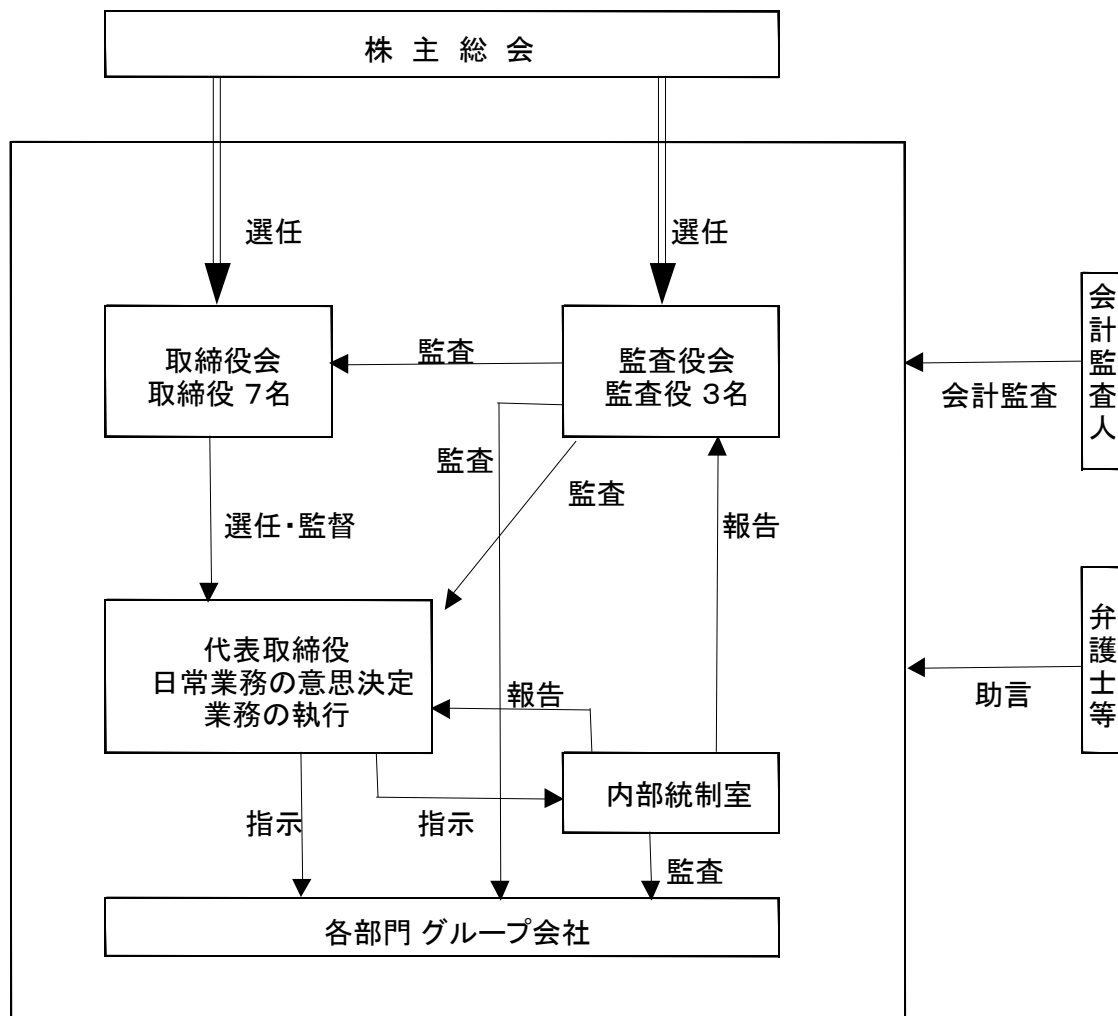 株 主 総 会
選任
選任
取締役会
取締役 7名
監査
監査役会
監査役 3名
会計監査
会計監査人
監査
監査
選任・監督
報告
代表取締役
日常業務の意思決定
業務の執行
報告
助言
弁護士等
内部統制室
指示
指示
監査
各部門 グループ会社